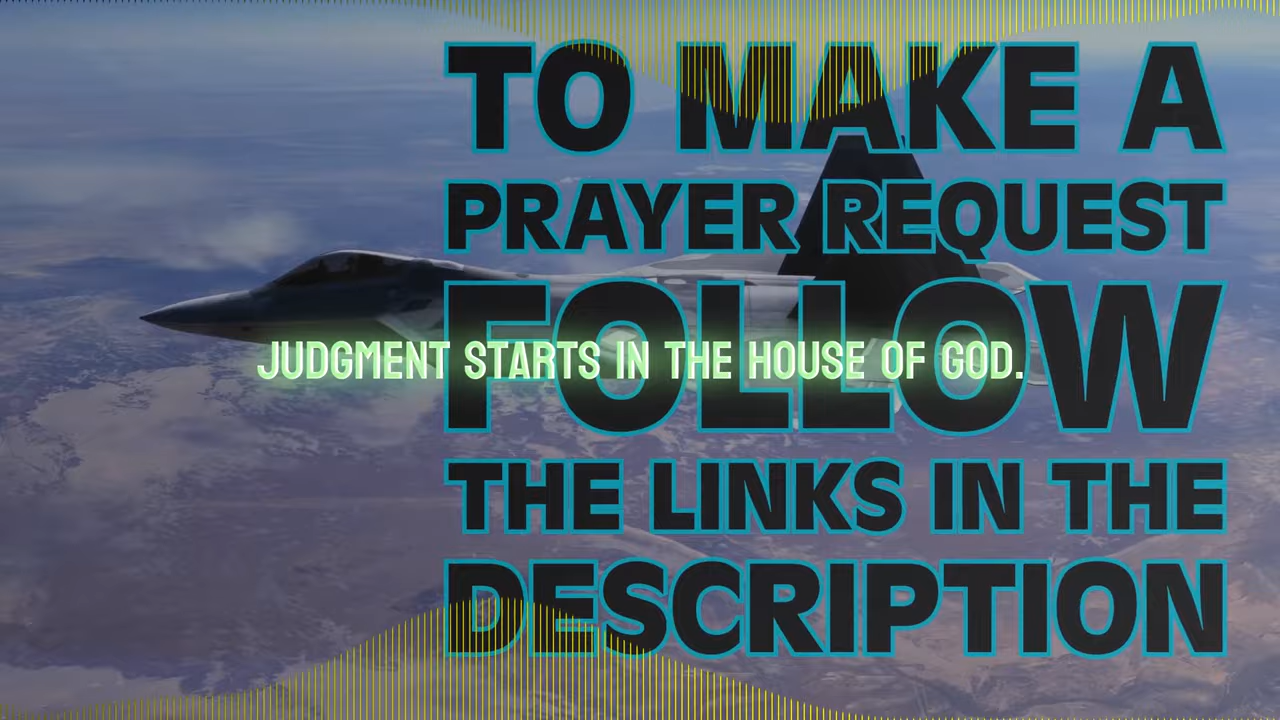 TO MAKE A
PRAYER REQUEST
FOLLOW
JUDGMENT STARTS IN THE HOUSE OF GOD.
THE LINKS IN THE
DESCRIPTION